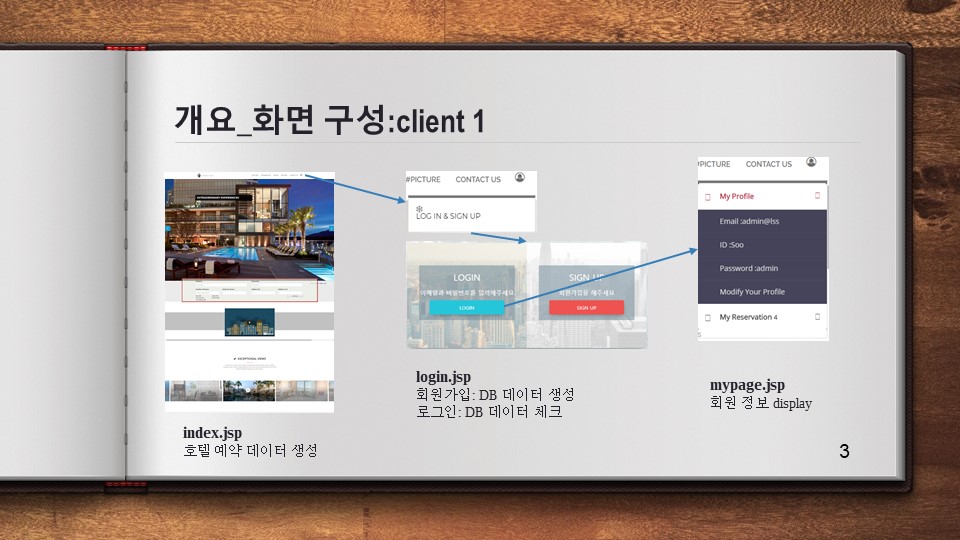 개요_화면 구성:client 1
EXTRAORDINARY EXPERIENCES
EXCEPTIONAL VIEWS
index.jsp
호텔 예약 데이터 생성
#PICTURE CONTACT US
LOG IN & SIGN UP
LOGIN
이메일과 비밀번호를 입력해주세요
LOGIN
SIGN UP
회원가입을 해주세요
SIGN UP
login.jsp
회원가입: DB 데이터 생성
로그인: DB 데이터 체크
#PICTURE CONTACT US
My Profile
Email :admin@lss
ID :Soo
Password :admin
Modify Your Profile
My Reservation 4
mypage.jsp
회원 정보 display
3